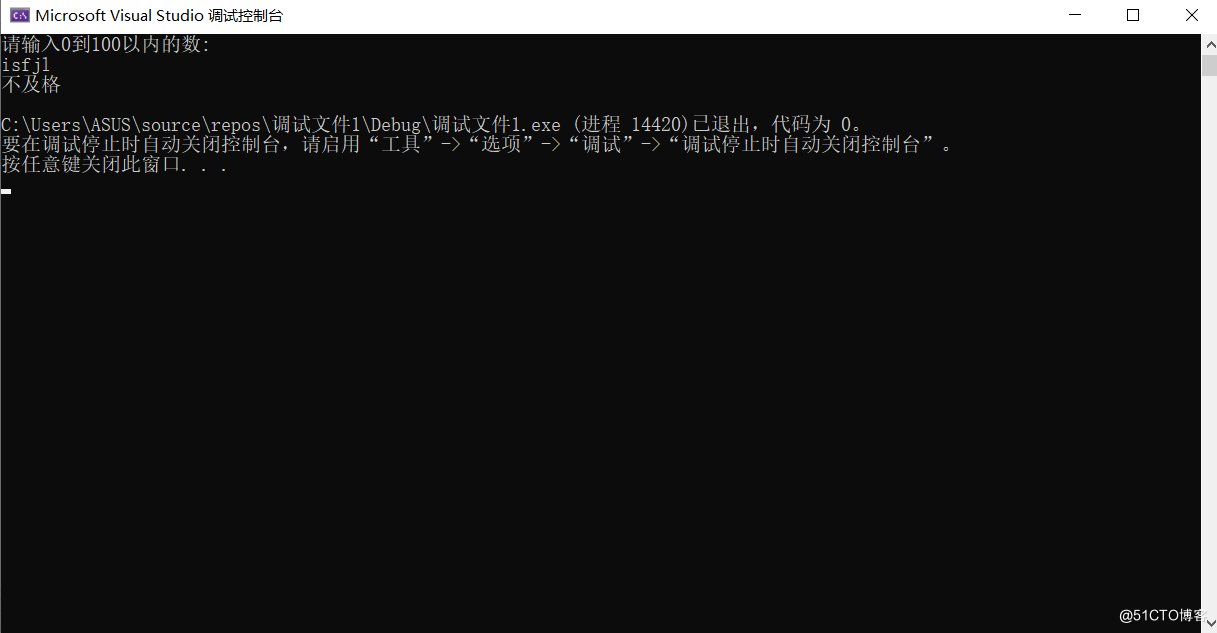 Microsoft Visual Studio 调试控制台
请输入0到100以内的数:
isfjl
不及格
C:\Users\ASUS\source\repos\调试文件1\Debug\调试文件1.exe (进程 14420)已退出，代码为 0。
要在调试停止时自动关闭控制台，请启用“工具”->“选项”->“调试”->“调试停止时自动关闭控制台”。
按任意键关闭此窗口. . .
@51CTO博客